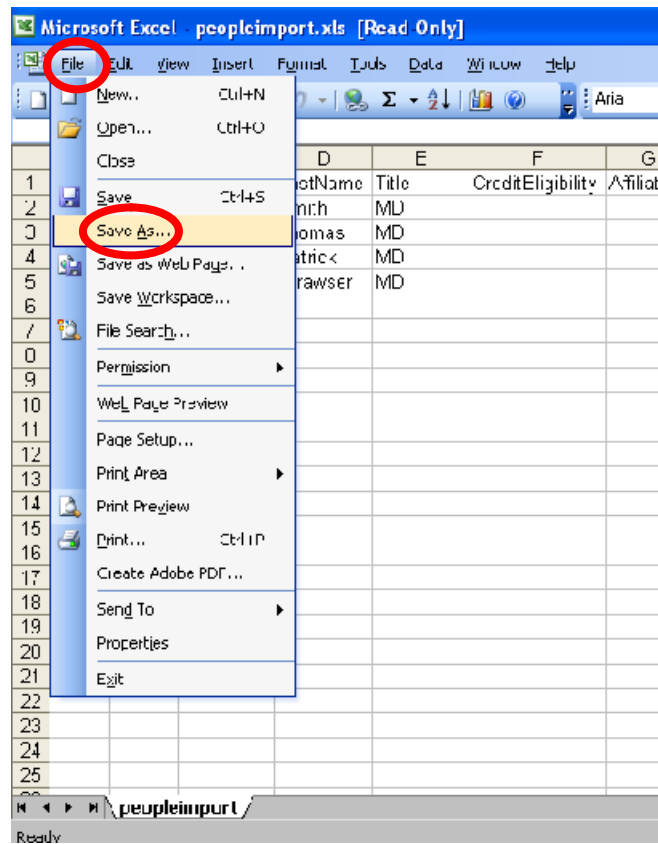 Microsoft Excel - peopleimport.xls [Read-Only]
File Edit View Insert Format Tools Data Window Help
New... Ctrl+N
Σ
Aria
Open... Ctrl+O
Close
D E F G
1 Title CreditEligibility
Save Ctrl+S
2 MD
Save As...
3 MD
4 MD
Save as Web Page...
5 MD
Save Workspace...
6
7
File Search...
8
9
Permission
10
Web Page Preview
11
Page Setup...
12
13
Print Area
14
Print Preview
15
Print... Ctrl+P
16
17
Create Adobe PDF...
18
Send To
19
20
Properties
21
Exit
22
23
24
25
peopleimport
Ready